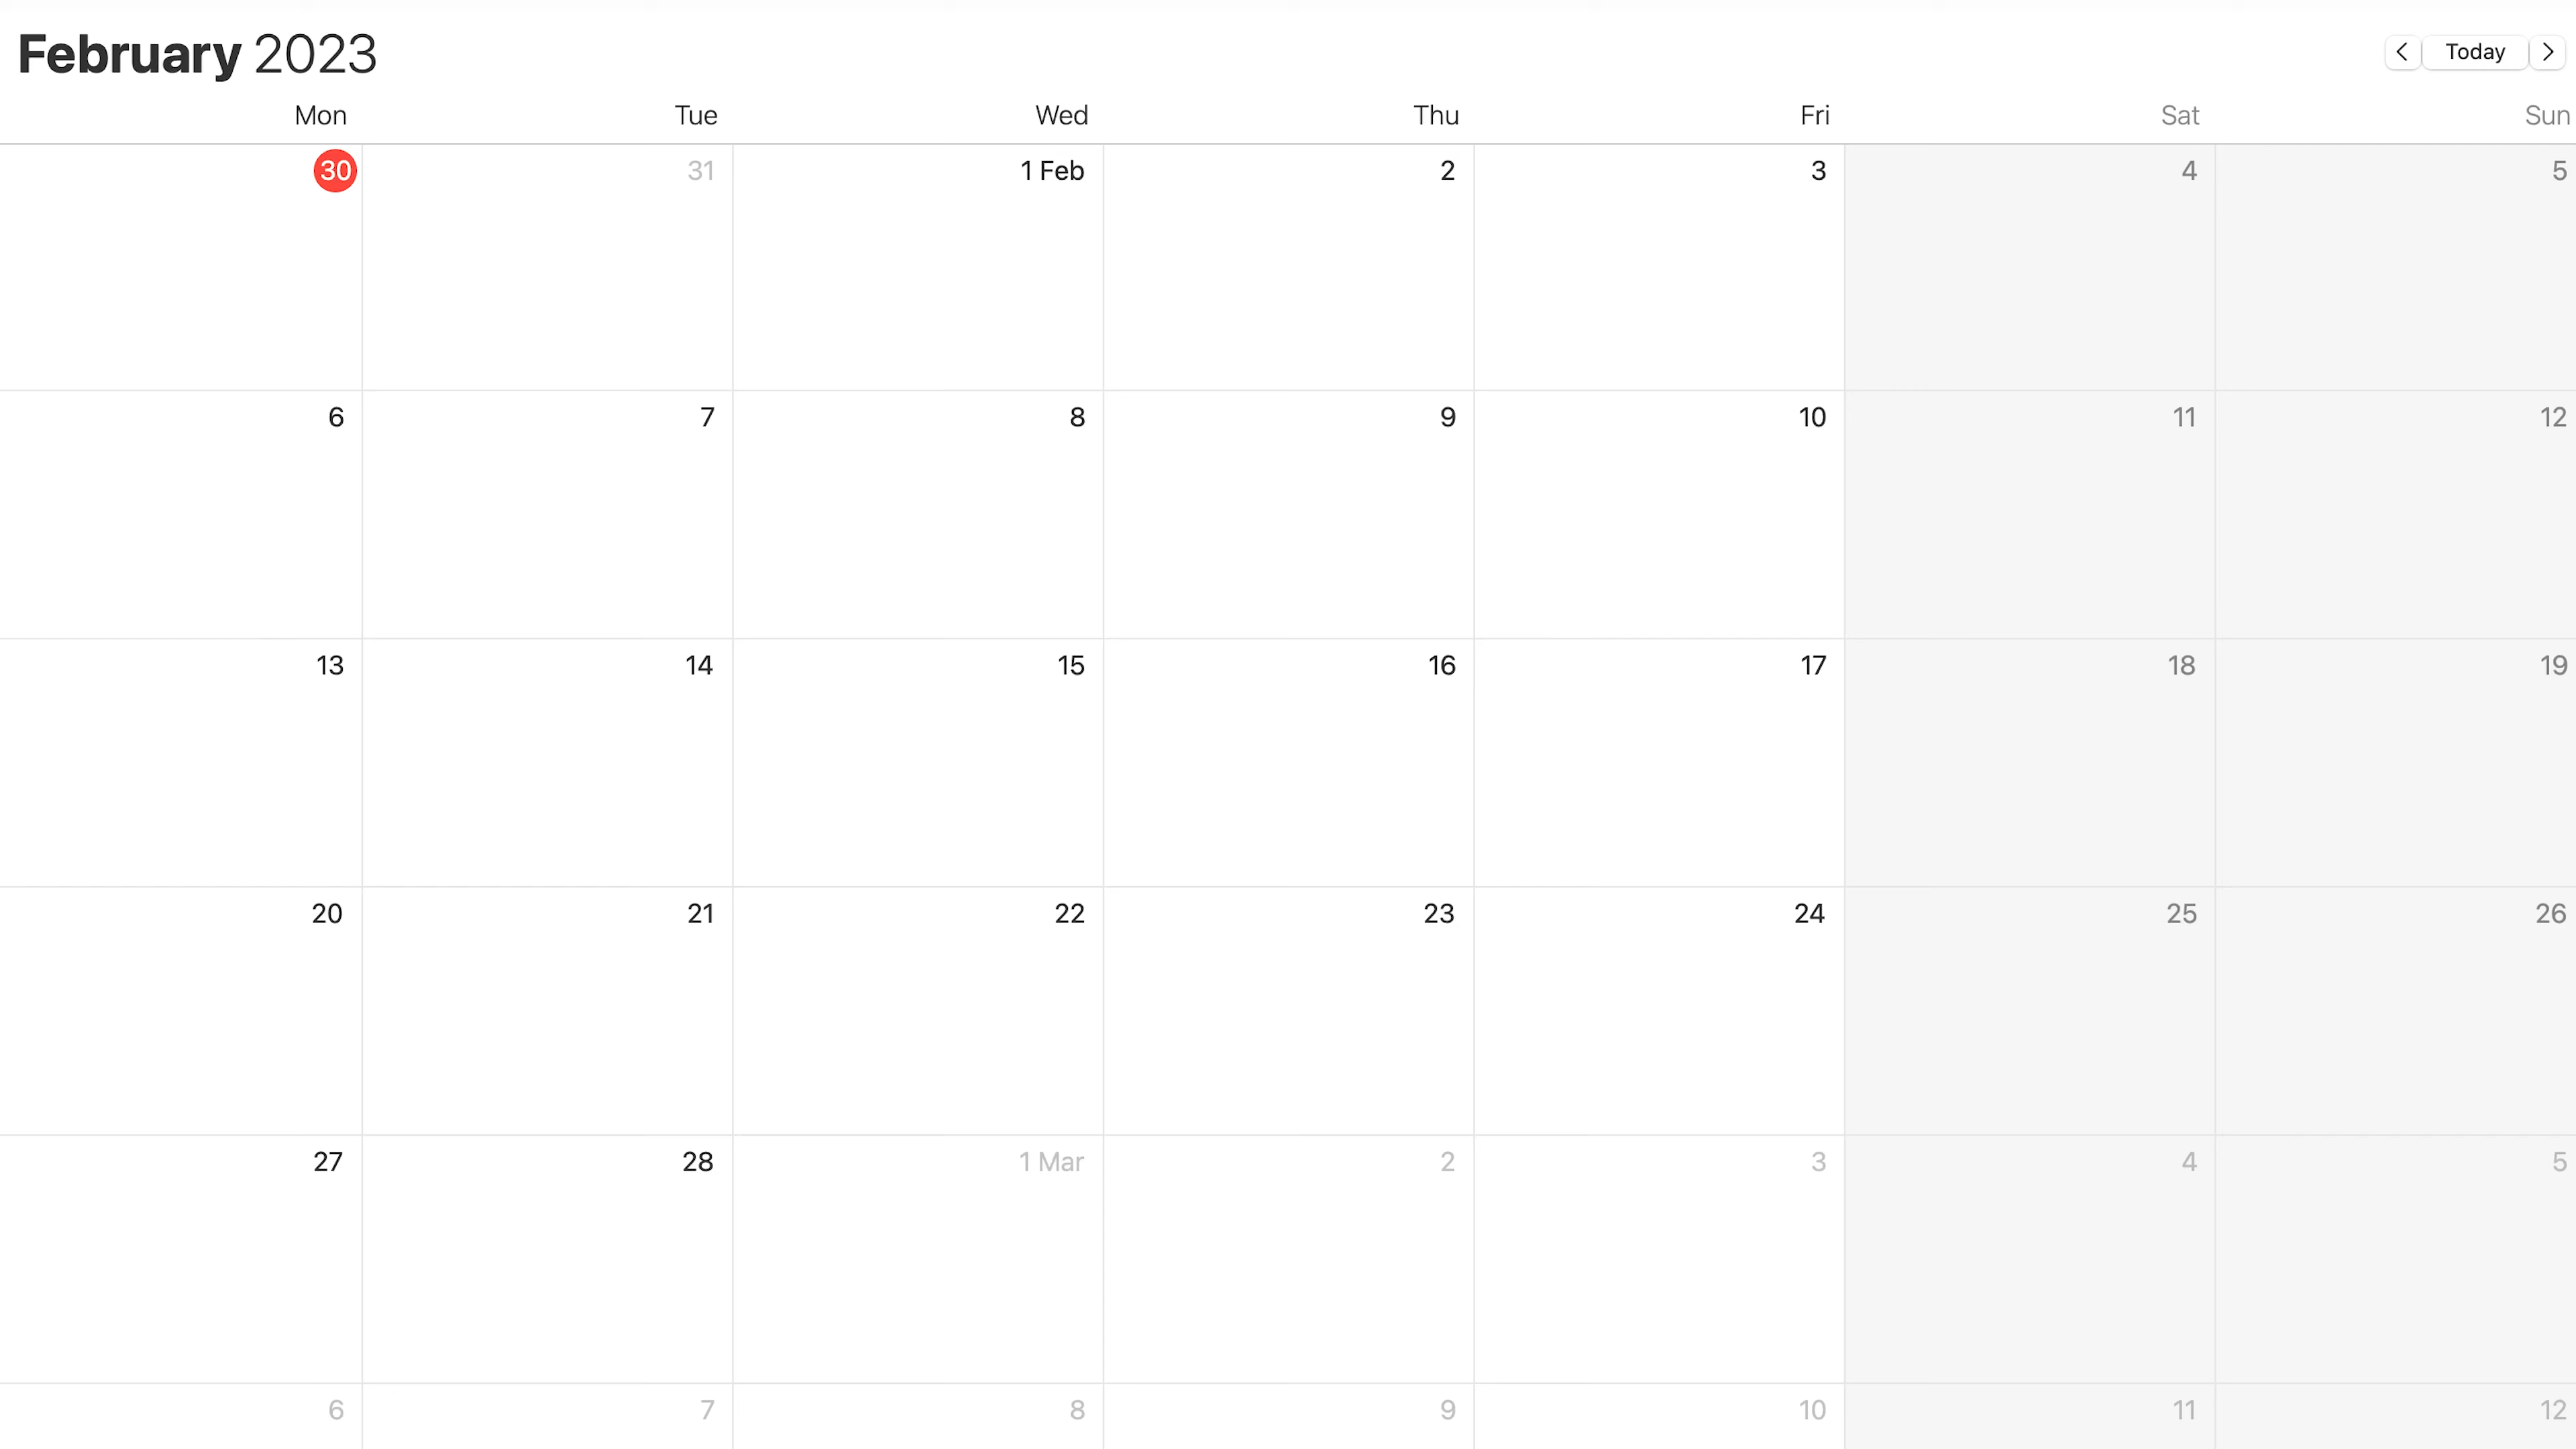 February 2023
Today
Mon Tue Wed Thu Fri Sat Sun
30 31 1 Feb 2 3 4 5
6 7 8 9 10 11 12
13 14 15 16 17 18 19
20 21 22 23 24 25 26
27 28 1 Mar 2 3 4 5
6 7 8 9 10 11 12